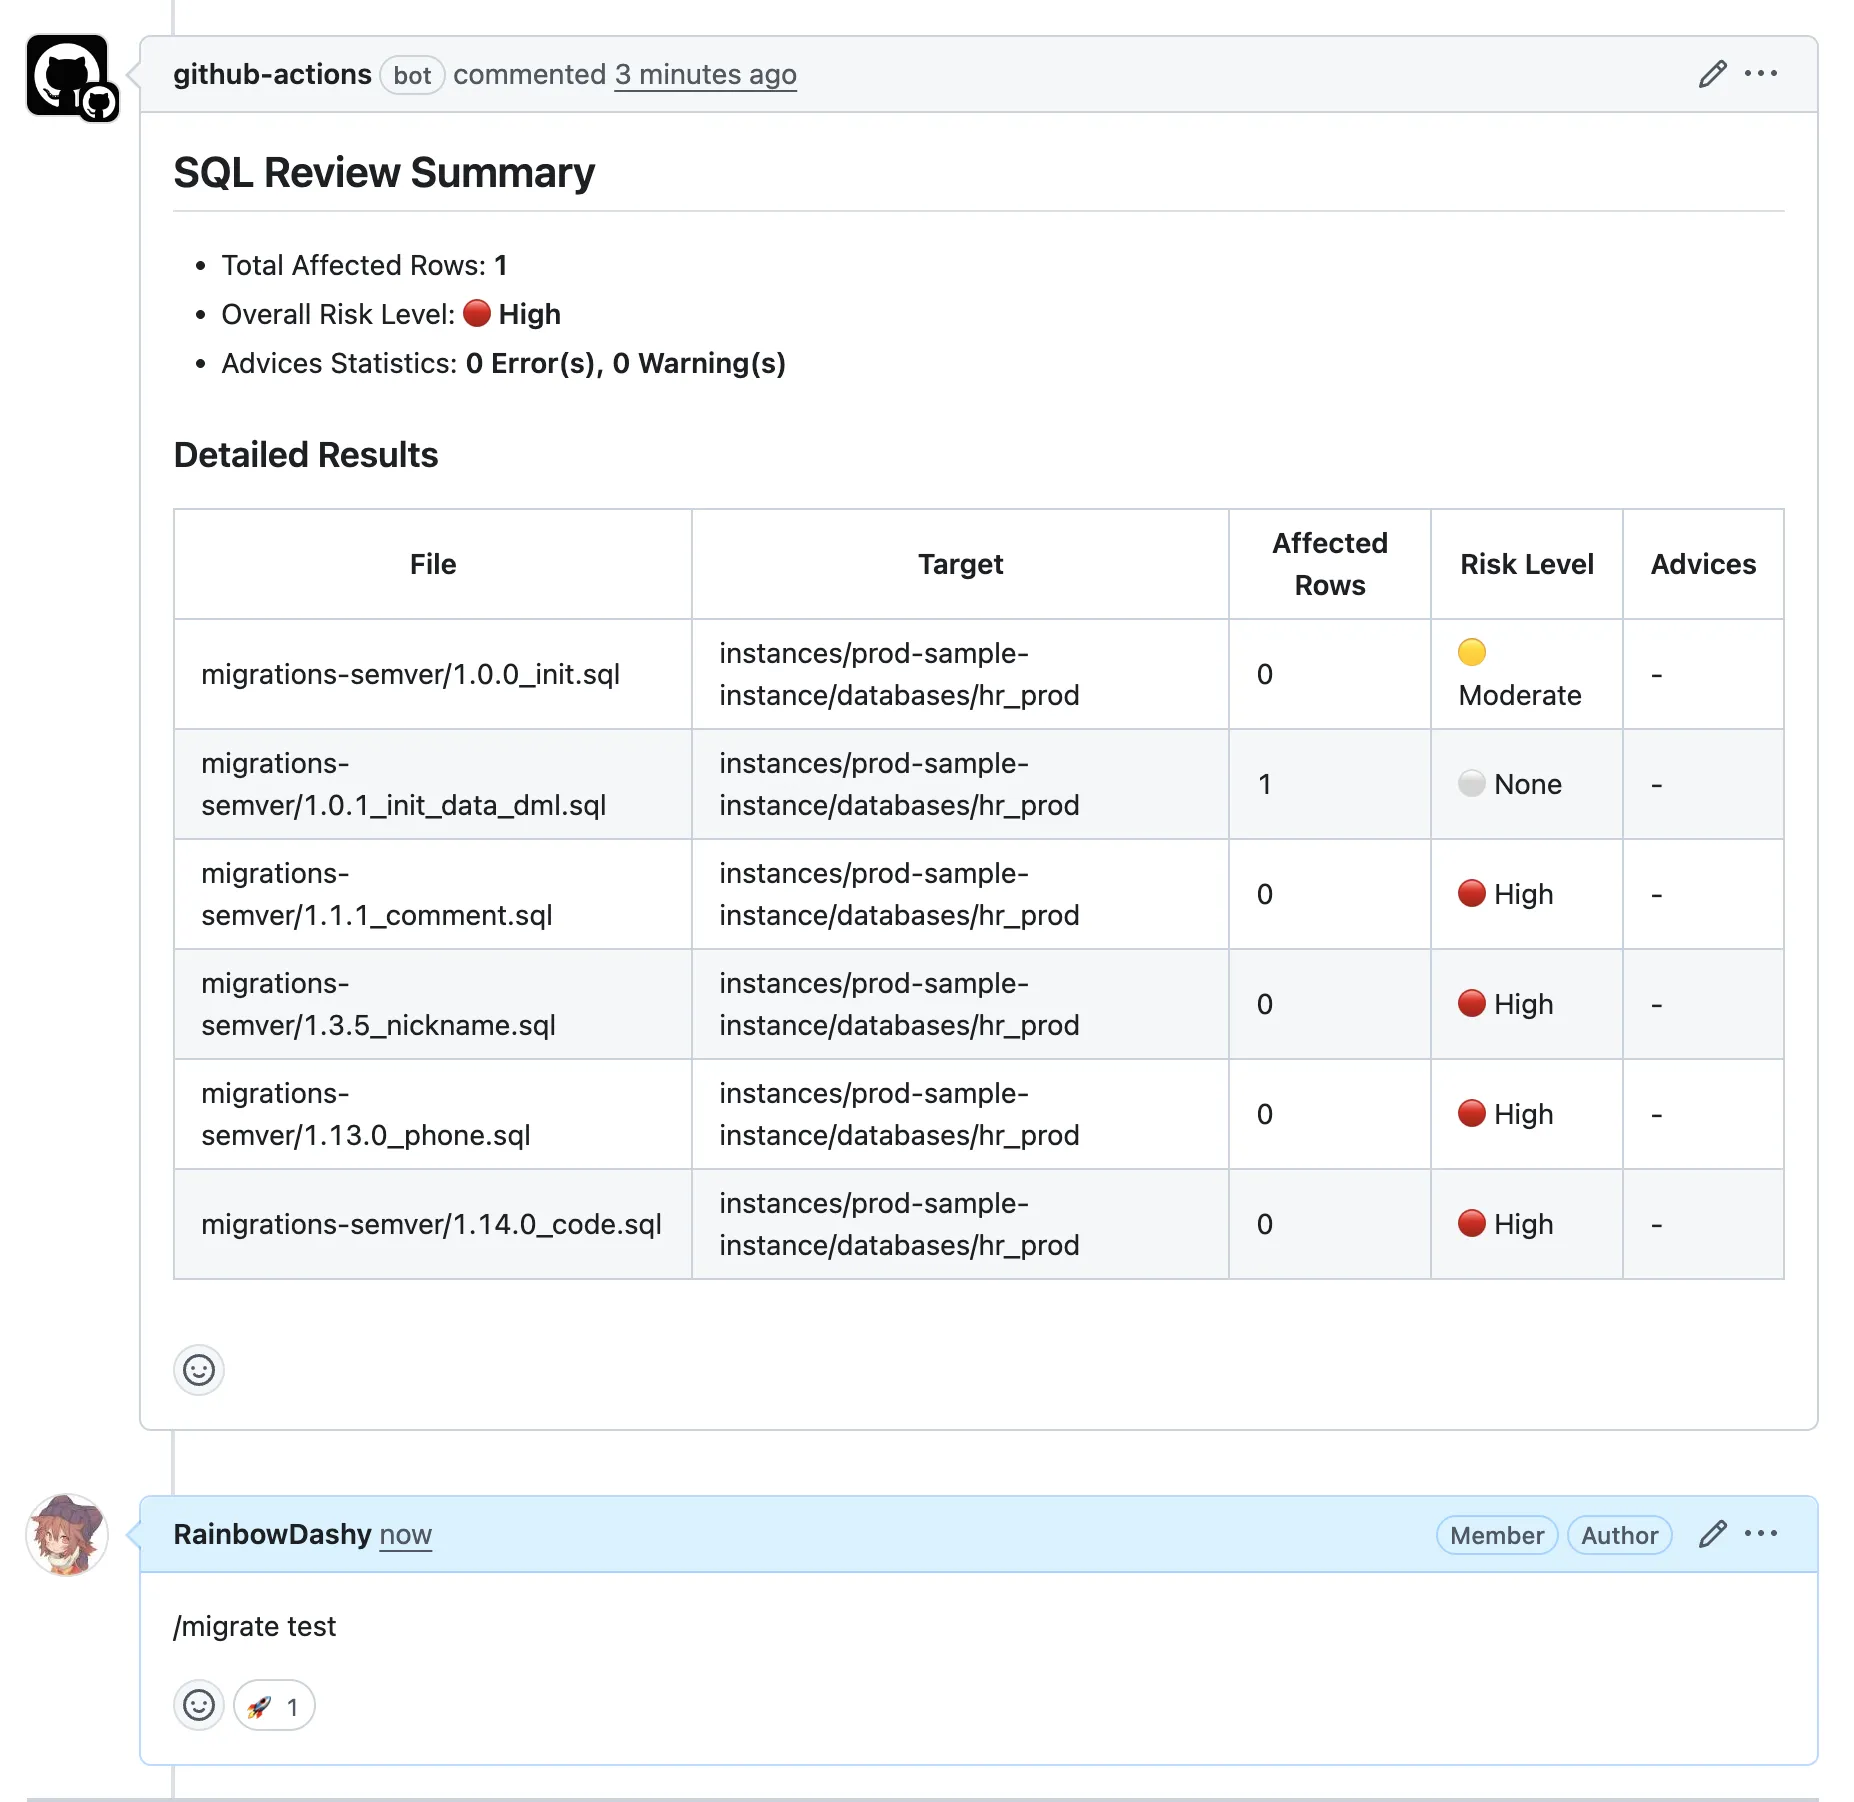 github-actions bot commented 3 minutes ago
SQL Review Summary
• Total Affected Rows: 1
• Overall Risk Level: 🔴 High
• Advices Statistics: 0 Error(s), 0 Warning(s)
Detailed Results
File Target Affected Rows Risk Level Advices
migrations-semver/1.0.0_init.sql instances/prod-sample-instance/databases/hr_prod 0 🟡 Moderate -
migrations-semver/1.0.1_init_data_dml.sql instances/prod-sample-instance/databases/hr_prod 1 ⚪ None -
migrations-semver/1.1.1_comment.sql instances/prod-sample-instance/databases/hr_prod 0 🔴 High -
migrations-semver/1.3.5_nickname.sql instances/prod-sample-instance/databases/hr_prod 0 🔴 High -
migrations-semver/1.13.0_phone.sql instances/prod-sample-instance/databases/hr_prod 0 🔴 High -
migrations-semver/1.14.0_code.sql instances/prod-sample-instance/databases/hr_prod 0 🔴 High -
RainbowDashy now Member Author
/migrate test
🚀 1